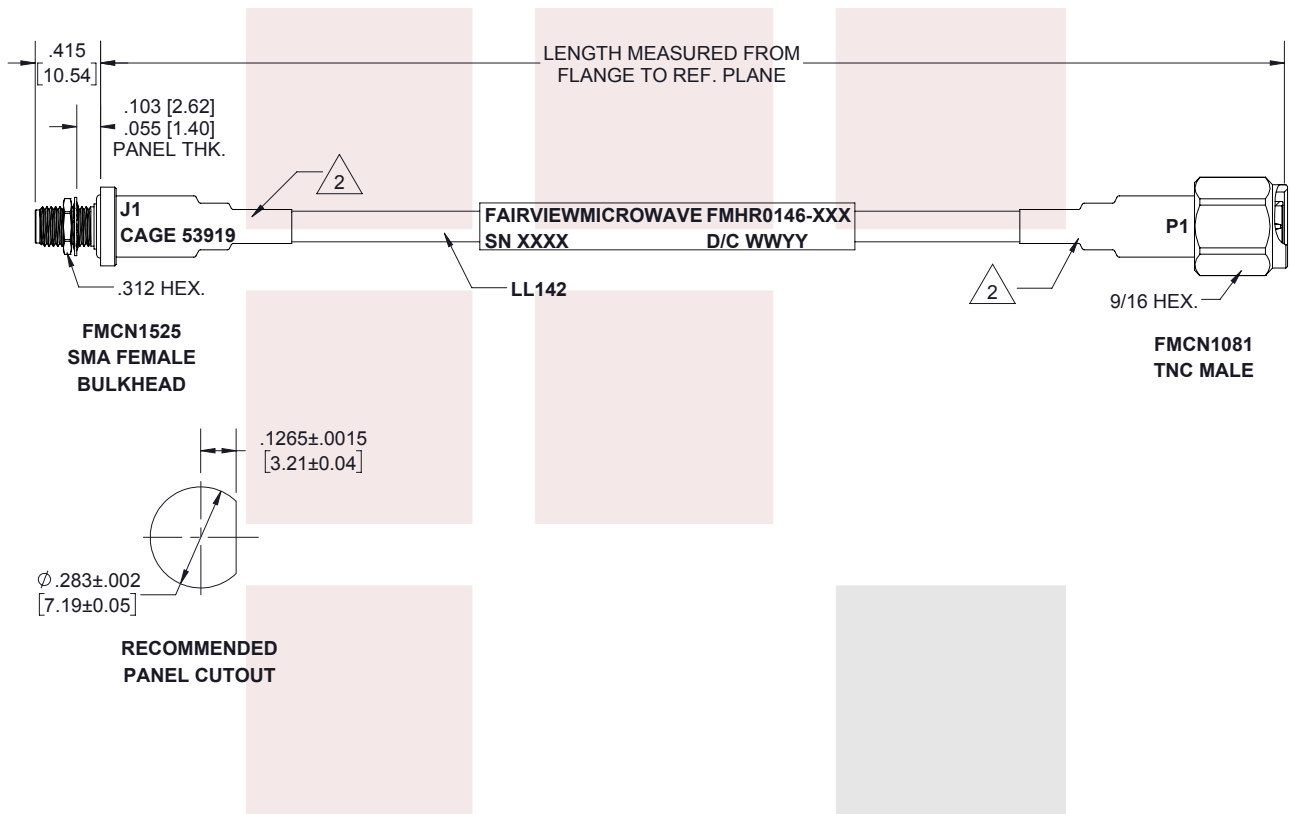 .415
[10.54]
LENGTH MEASURED FROM
FLANGE TO REF. PLANE
.103 [2.62]
.055 [1.40]
PANEL THK.
2
J1
CAGE 53919
FAIRVIEWMICROWAVE FMHR0146-XXX
SN XXXX D/C WWYY
P1
.312 HEX.
LL142
2
9/16 HEX.
FMCN1525
SMA FEMALE
BULKHEAD
FMCN1081
TNC MALE
.1265±.0015
[3.21±0.04]
∅ .283±.002
[7.19±0.05]
RECOMMENDED
PANEL CUTOUT